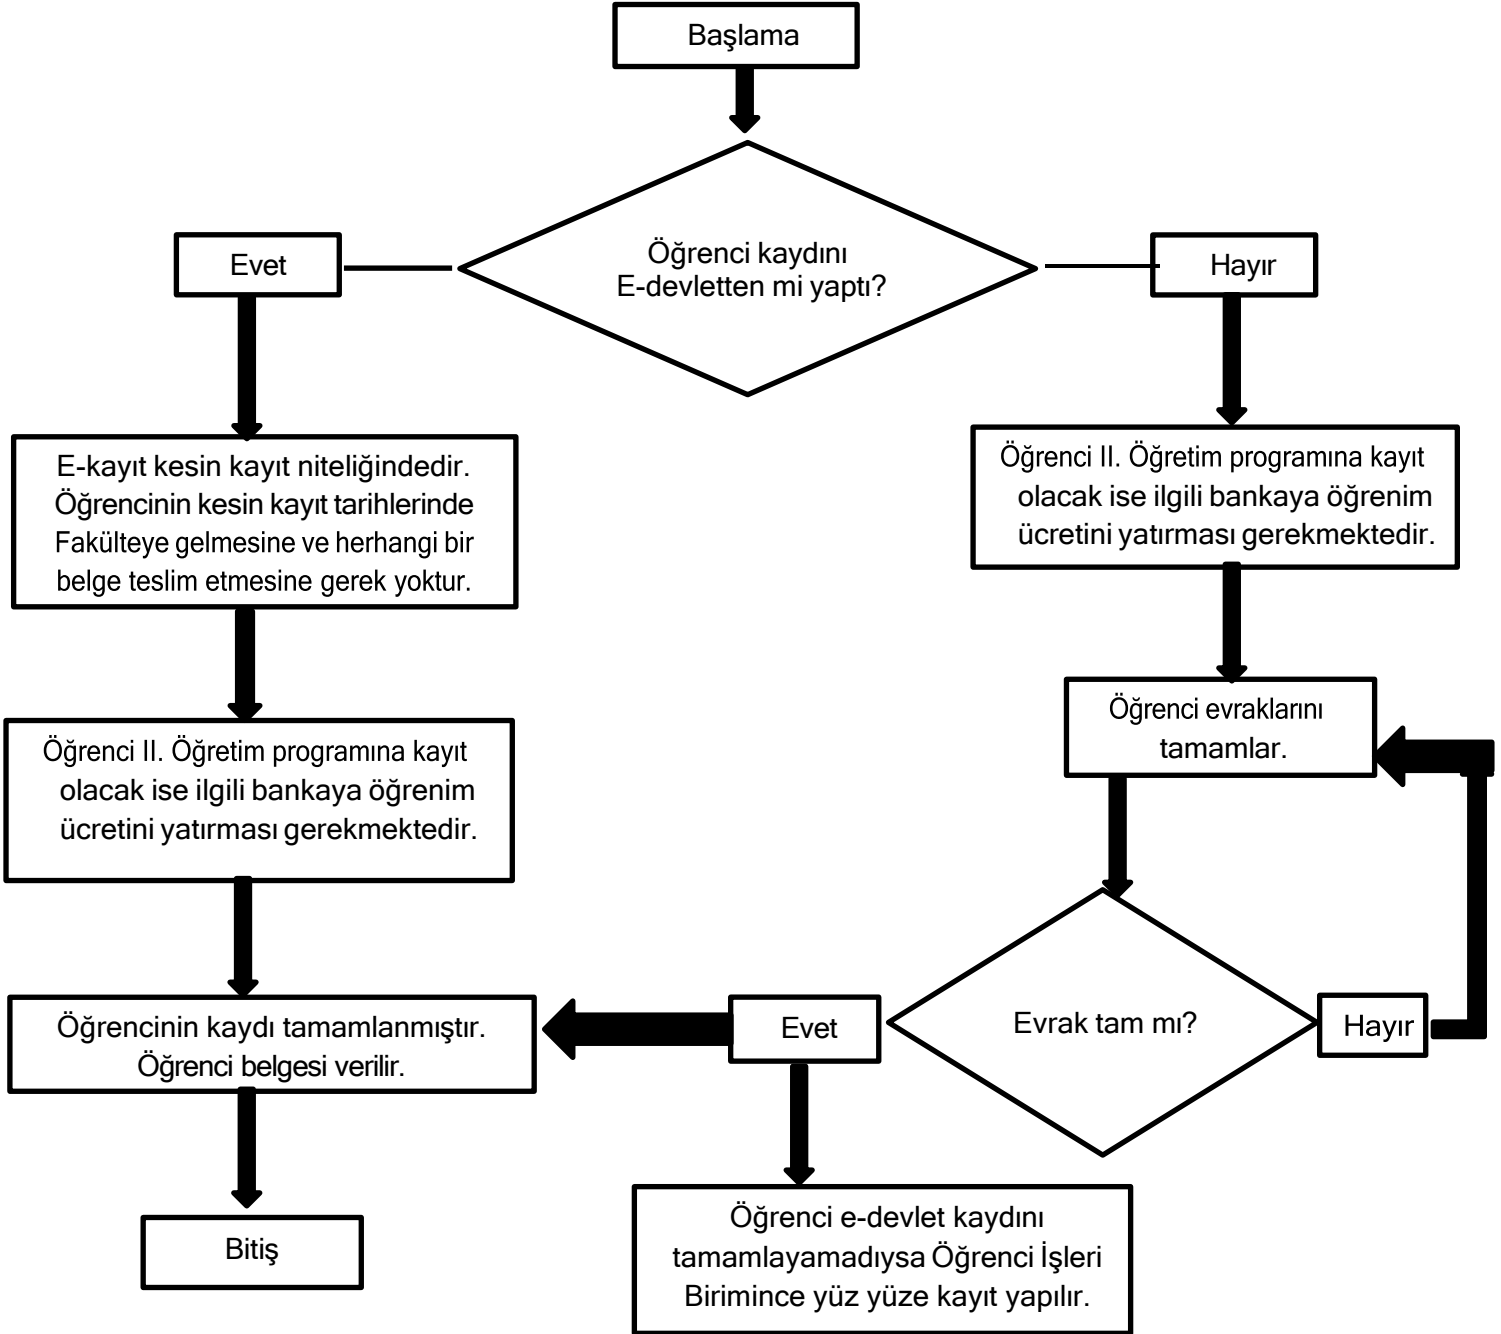 Başlama
Öğrenci kaydını
E-devletten mi yaptı?
Evet
Hayır
E-kayıt kesin kayıt niteliğindedir.
Öğrencinin kesin kayıt tarihlerinde
Fakülteye gelmesine ve herhangi bir
belge teslim etmesine gerek yoktur.
Öğrenci II. Öğretim programına kayıt
olacak ise ilgili bankaya öğrenim
ücretini yatırması gerekmektedir.
Öğrenci evraklarını
tamamlar.
Öğrenci II. Öğretim programına kayıt
olacak ise ilgili bankaya öğrenim
ücretini yatırması gerekmektedir.
Öğrencinin kaydı tamamlanmıştır.
Öğrenci belgesi verilir.
Evet
Evrak tam mı?
Hayır
Öğrenci e-devlet kaydını
tamamlayamadıysa Öğrenci İşleri
Birimince yüz yüze kayıt yapılır.
Bitiş